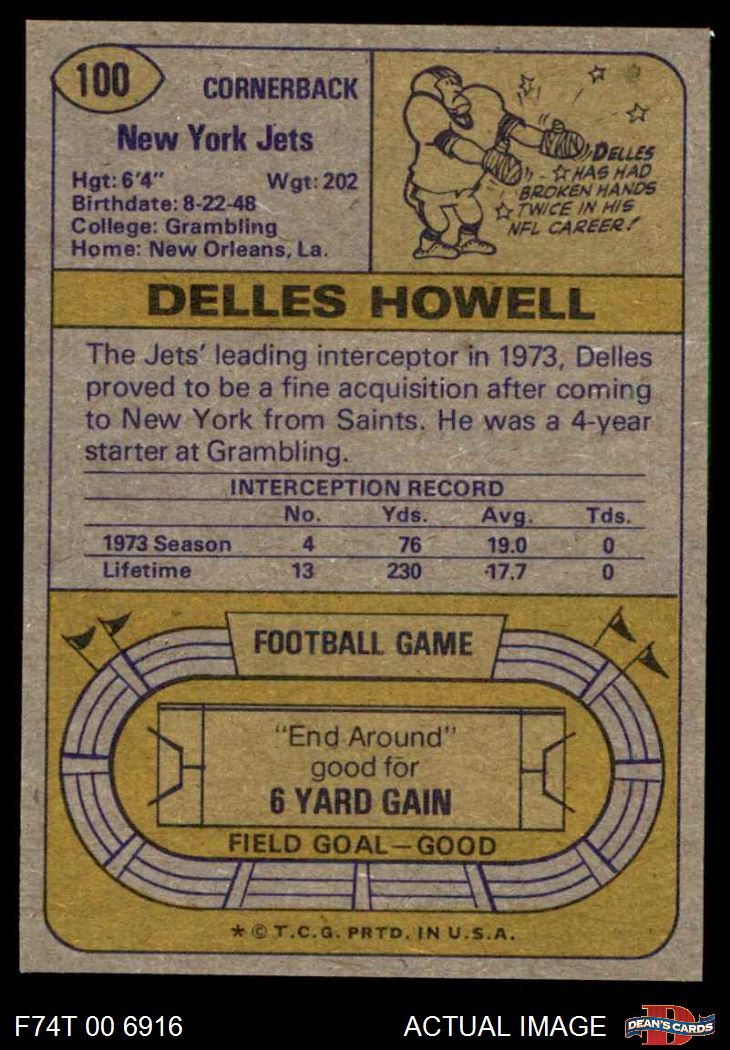 100
CORNERBACK
New York Jets
Hgt: 6'4" Wgt: 202
Birthdate: 8-22-48
College: Grambling
Home: New Orleans, La.
DELLES
HAS HAD
BROKEN HANDS
TWICE IN HIS
NFL CAREER!
DELLES HOWELL
The Jets' leading interceptor in 1973, Delles
proved to be a fine acquisition after coming
to New York from Saints. He was a 4-year
starter at Grambling.
INTERCEPTION RECORD
No. Yds. Avg. Tds.
1973 Season 4 76 19.0 0
Lifetime 13 230 17.7 0
FOOTBALL GAME
"End Around"
good for
6 YARD GAIN
FIELD GOAL—GOOD
* © T.C.G. PRTD. IN U.S.A.
F74T 00 6916 ACTUAL IMAGE D DEAN'S CARDS